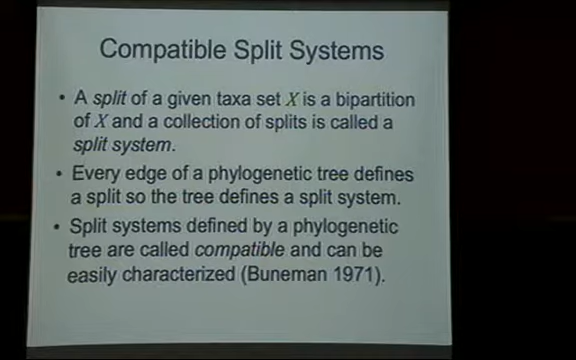 Compatible Split Systems
• A split of a given taxa set X is a bipartition
of X and a collection of splits is called a
split system.
• Every edge of a phylogenetic tree defines
a split so the tree defines a split system.
• Split systems defined by a phylogenetic
tree are called compatible and can be
easily characterized (Buneman 1971).